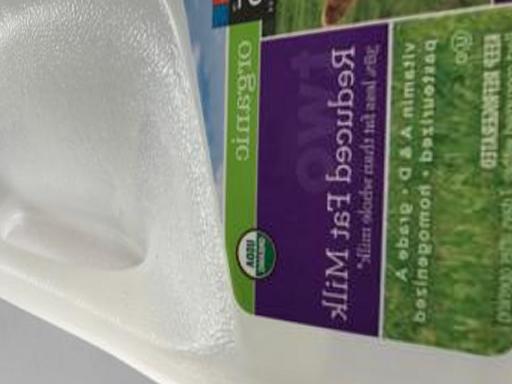 organic
USDA
ORGANIC
two
Reduced Fat Milk
38% less fat than whole milk*
vitamin A & D • grade A
pasteurized • homogenized
KEEP REFRIGERATED